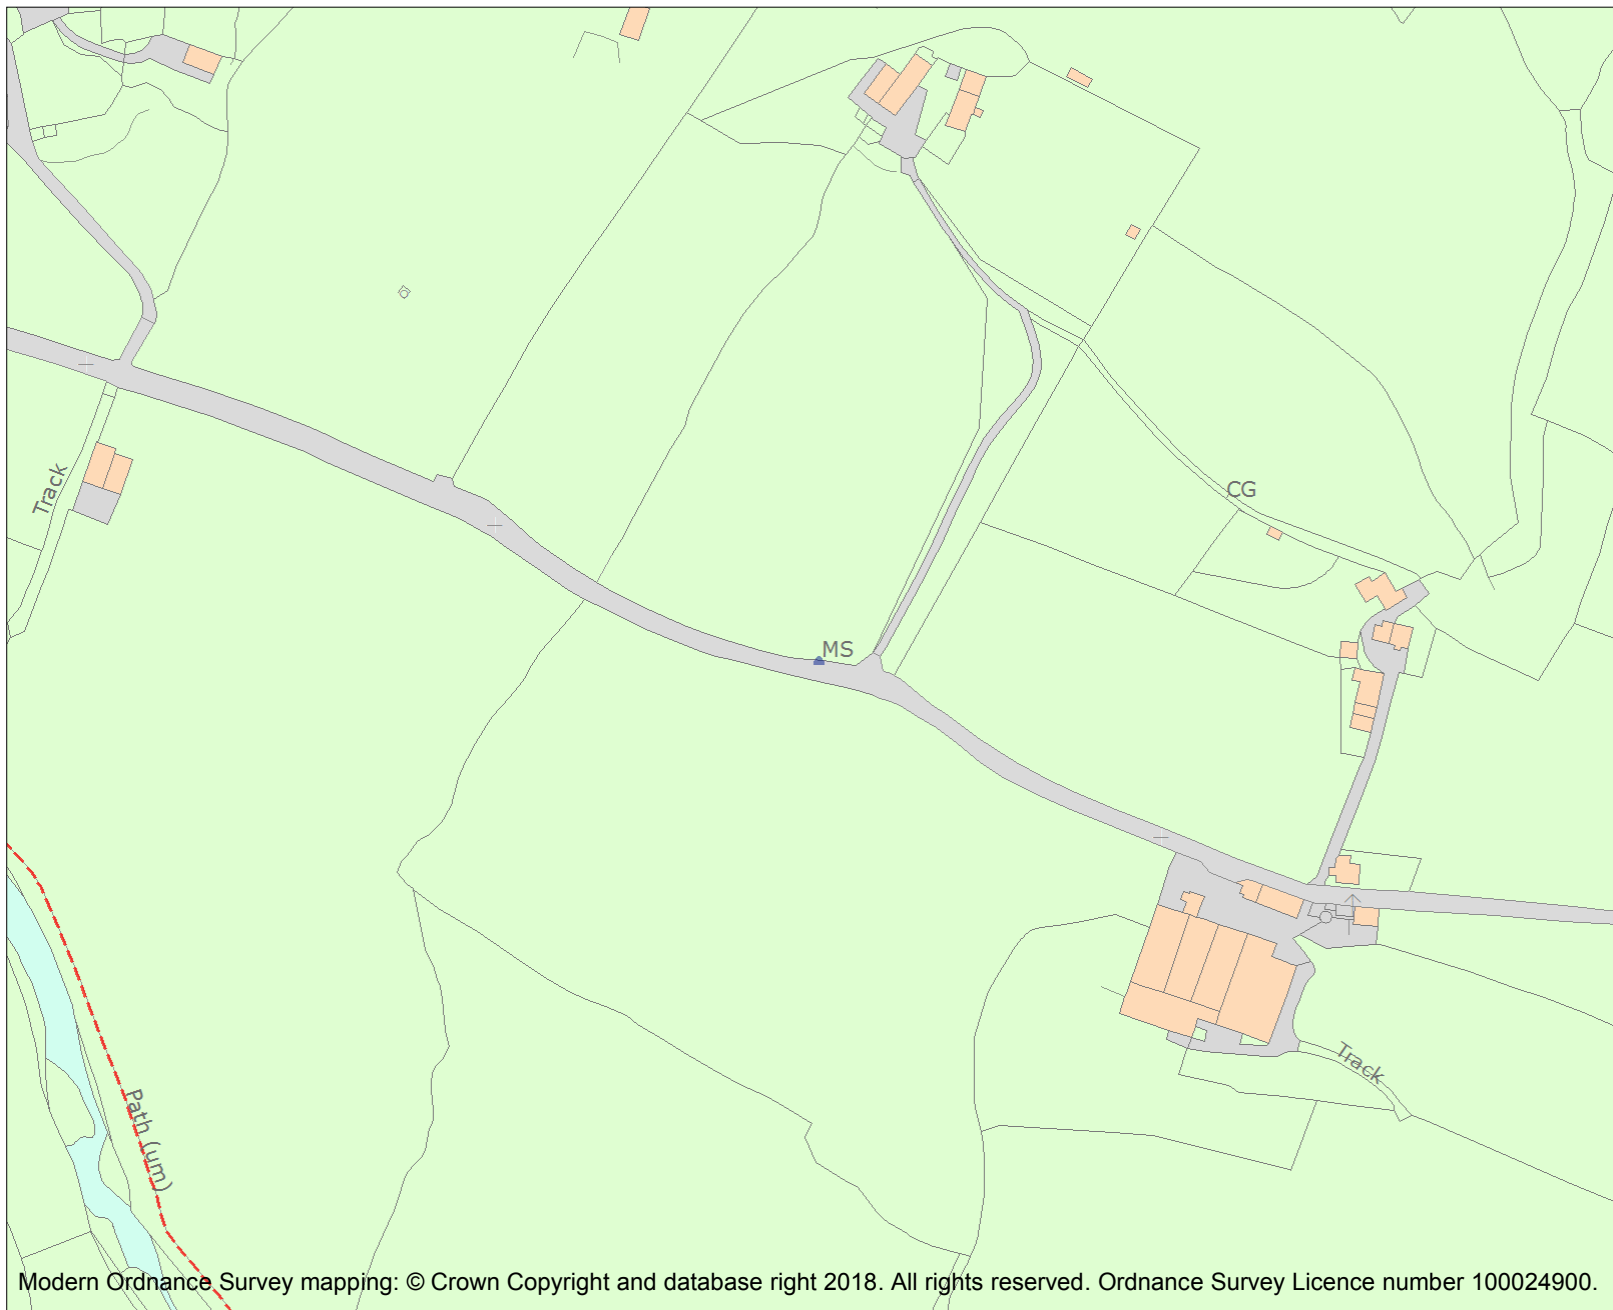 Track
CG
MS
Track
Path (um)
Modern Ordnance Survey mapping: © Crown Copyright and database right 2018. All rights reserved. Ordnance Survey Licence number 100024900.